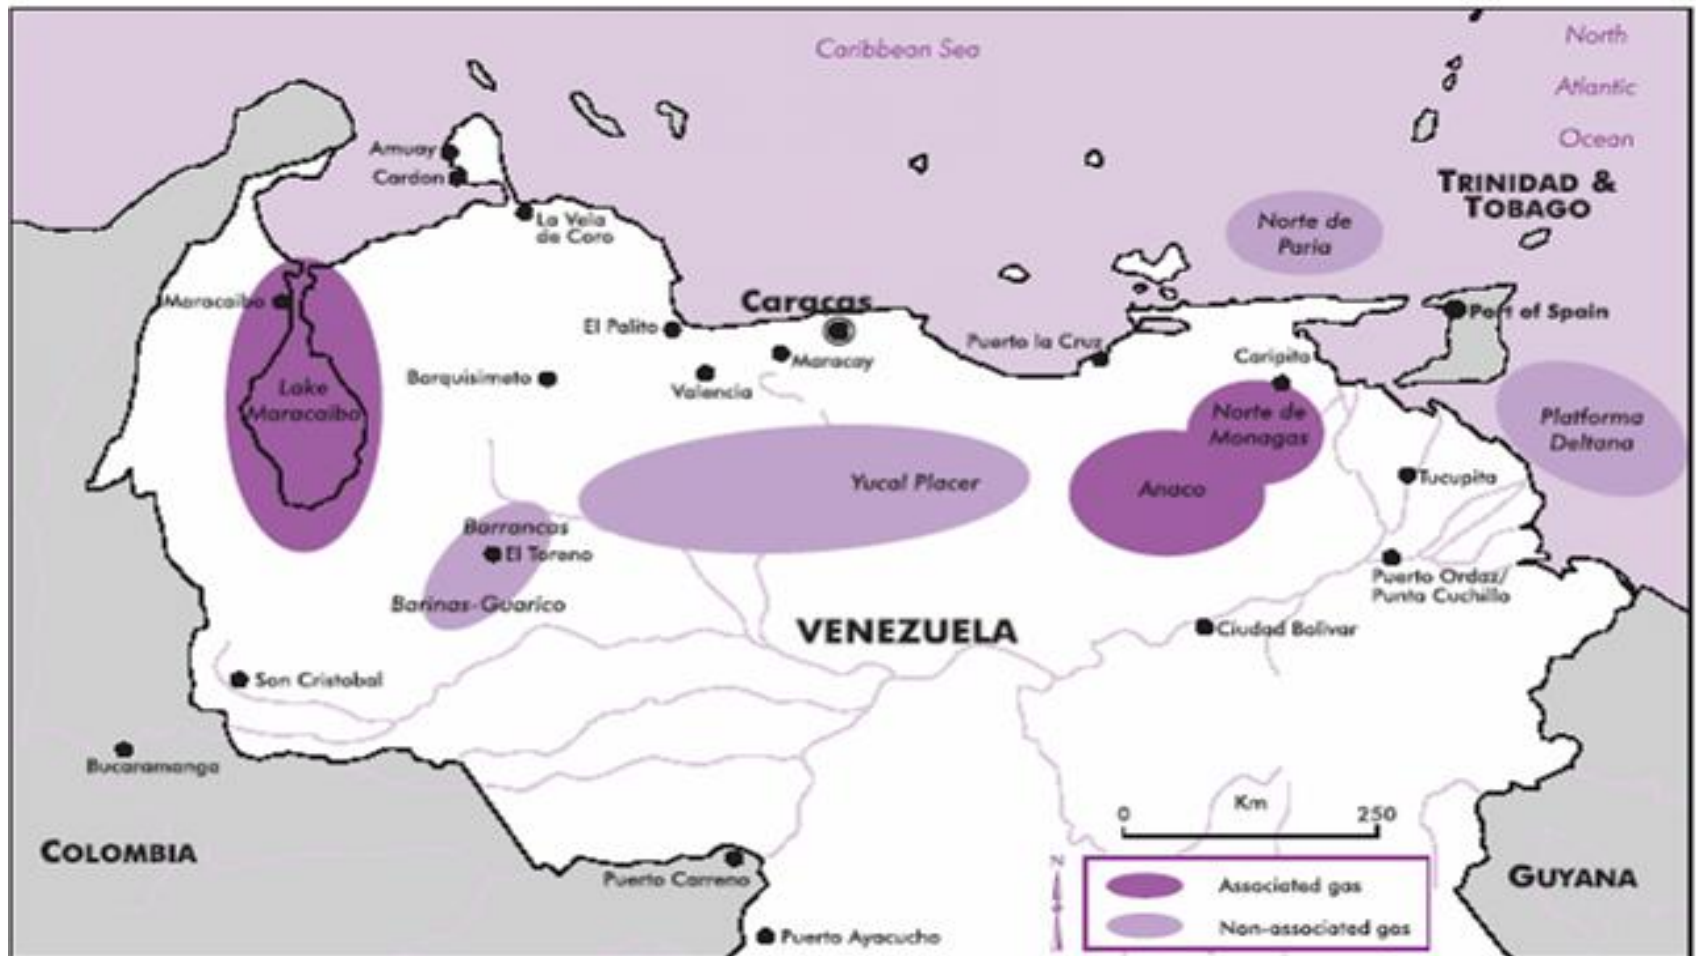 Caribbean Sea
North
Atlantic
Ocean
TRINIDAD &
TOBAGO
Amuay
Cardon
La Vela
de Coro
Norte de
Paria
Maracaibo
Caracas
El Palito
Port of Spain
Puerto la Cruz
Maracay
Caripito
Barquisimeto
Valencia
Lake
Maracaibo
Norte de
Monagas
Platforma
Deltana
Yucal Placer
Anaco
Tucupita
Barrancas
El Toreno
Puerto Ordaz/
Punta Cuchillo
Barinas-Guarico
VENEZUELA
Ciudad Bolivar
San Cristobal
Bucaramanga
Km
0 250
COLOMBIA
Puerto Carreno
N
S
Associated gas
GUYANA
Non-associated gas
Puerto Ayacucho